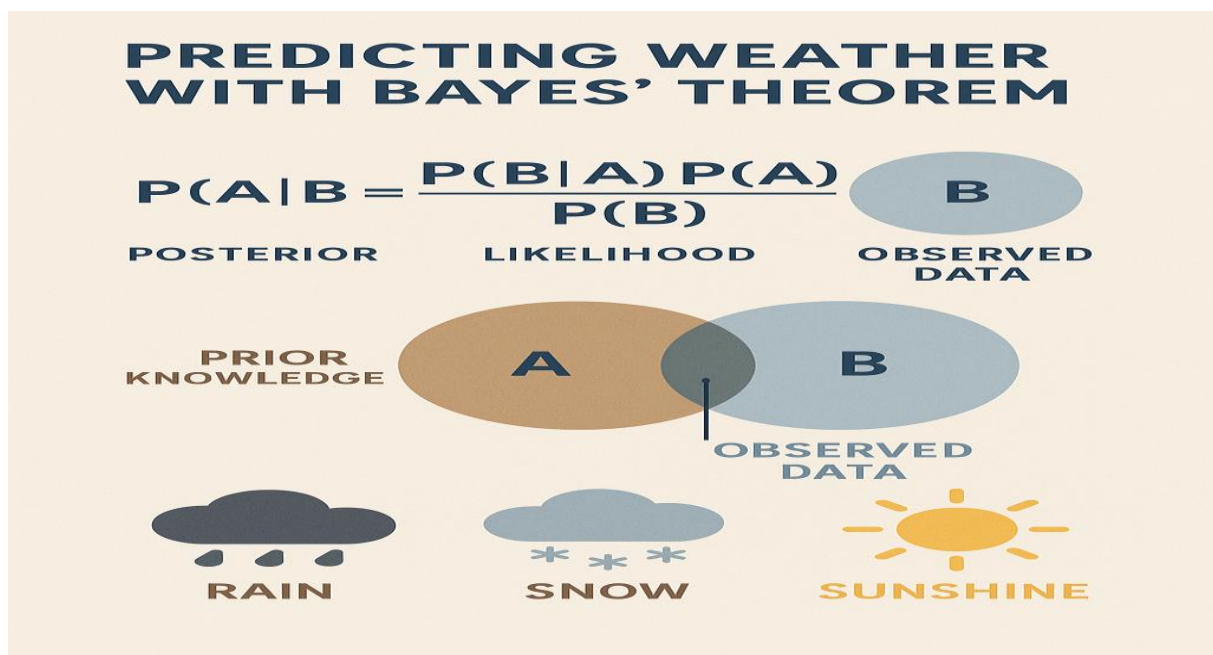 PREDICTING WEATHER
WITH BAYES’ THEOREM
P(A|B = P(B|A) P(A)
P(B)
B
POSTERIOR
LIKELIHOOD
OBSERVED
DATA
PRIOR
KNOWLEDGE
A
B
OBSERVED
DATA
RAIN
SNOW
SUNSHINE